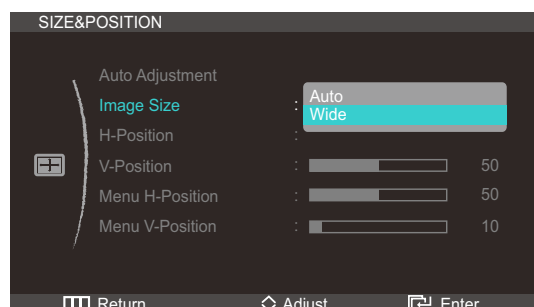 SIZE&POSITION
Auto Adjustment
Image Size : Auto
Wide
H-Position :
V-Position : 50
Menu H-Position : 50
Menu V-Position : 10
Return Adjust Enter